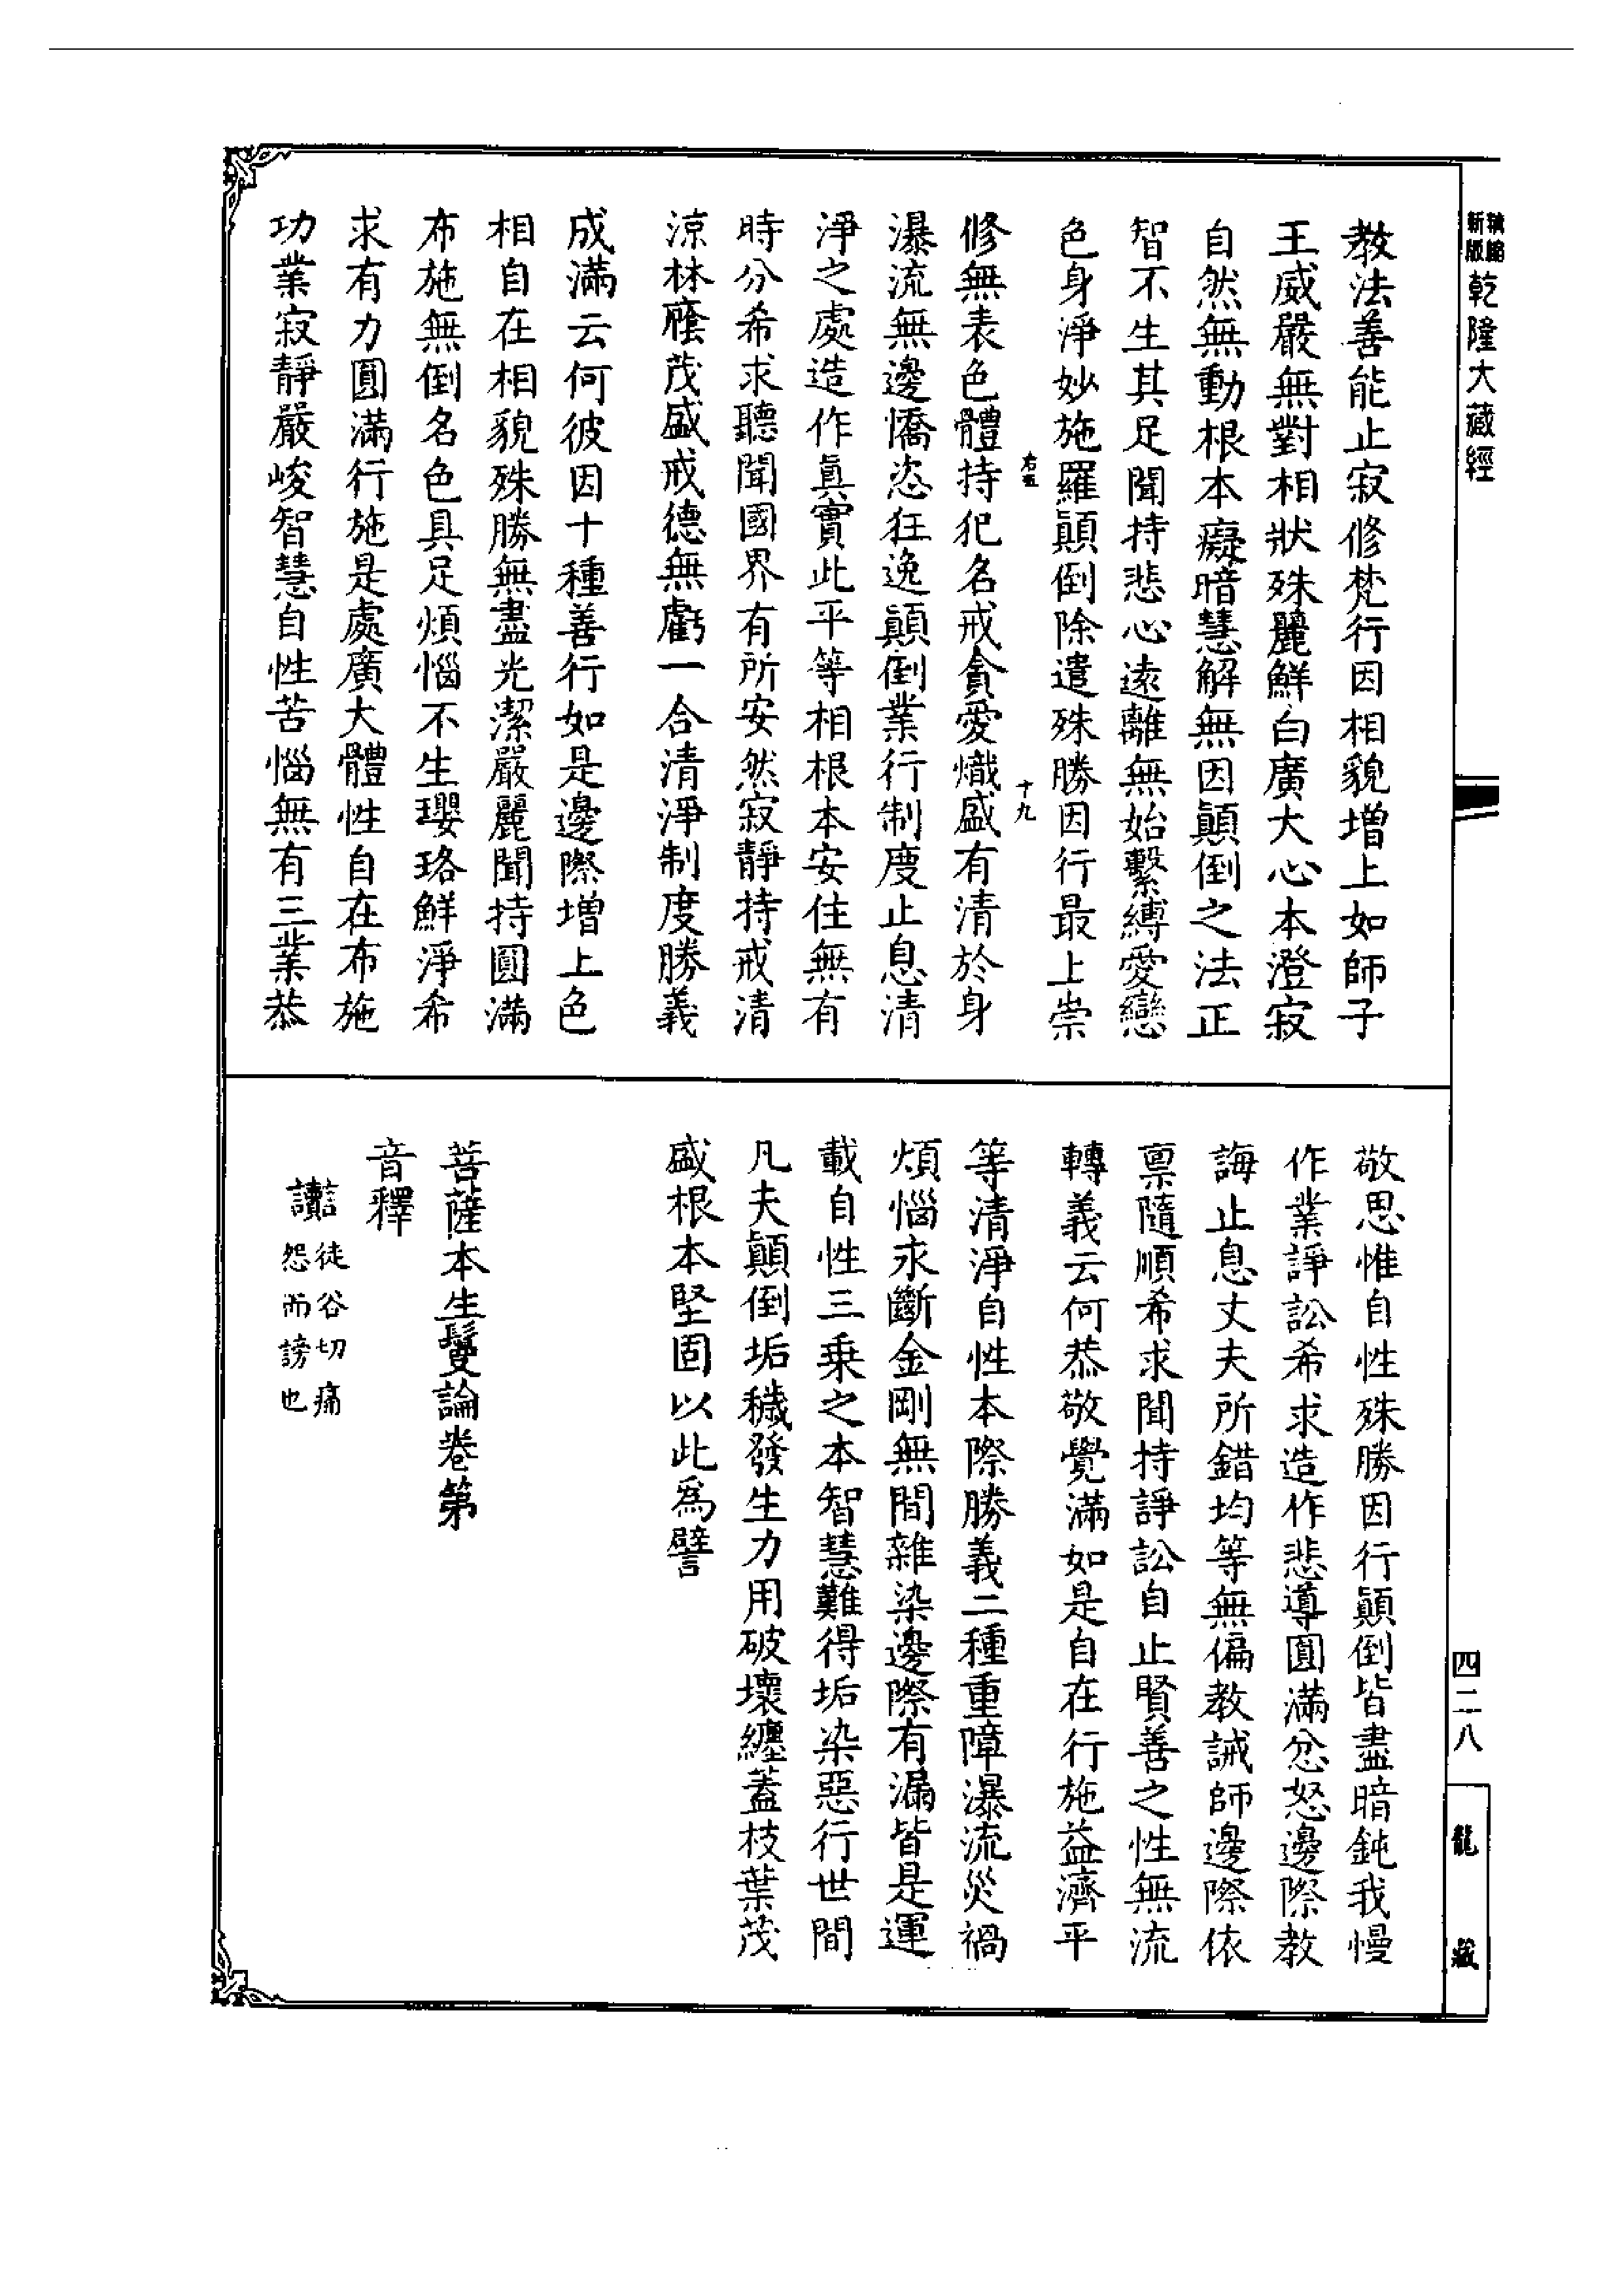 新版精縮乾隆大藏經
教法善能止寂修梵行因相貌增上如師子
王威嚴無對相狀殊麗鮮白廣大心本澄寂
自然無動根本癡暗慧解無因顛倒之法正
智不生其足聞持悲心遠離無始繫縛愛戀
色身淨妙施羅顛倒除遣殊勝因行最上崇
十九
修無表色體持犯名戒貪愛熾盛有清於身
瀑流無邊憍恣狂逸顛倒業行制度止息清
淨之處造作眞實此平等相根本安住無有
時分希求聽聞國界有所安然寂靜持戒清
涼林䕃茂盛戒德無虧一合清淨制度勝義
成滿云何彼因十種善行如是邊際增上色
相自在相貌殊勝無盡光潔嚴麗聞持圓滿
布施無倒名色具足煩惱不生瓔珞鮮淨希
求有力圓滿行施是處廣大體性自在布施
功業寂靜嚴峻智慧自性苦惱無有三業恭
敬思惟自性殊勝因行顛倒皆盡暗鈍我慢
作業諍訟希求造作悲導圓滿忿怒邊際教
誨止息丈夫所錯均等無偏教誡師邊際依
禀隨順希求聞持諍訟自止賢善之性無流
轉義云何恭敬覺滿如是自在行施益濟平
等清淨自性本際勝義二種重障瀑流災禍
煩惱永斷金剛無間雜染邊際有漏皆是運
載自性三乗之本智慧難得垢染惡行世間
凡夫顛倒垢穢發生力用破壞纏蓋枝葉茂
盛根本堅固以此爲譬
菩薩本生鬘論卷第
音釋
讟
徒谷切痛
怨而謗也
四二八
龍藏